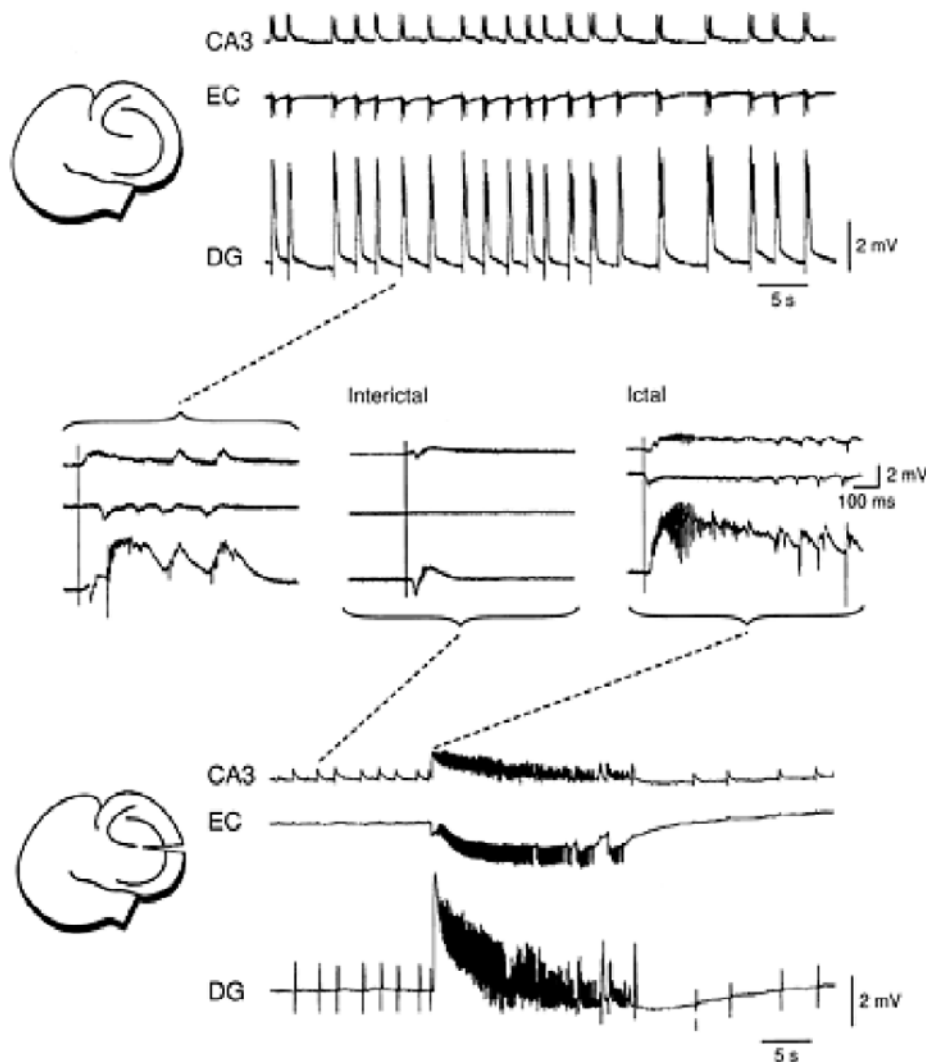 CA3
EC
DG
2 mV
5 s
Interictal
Ictal
2 mV
100 ms
CA3
EC
DG
2 mV
5 s